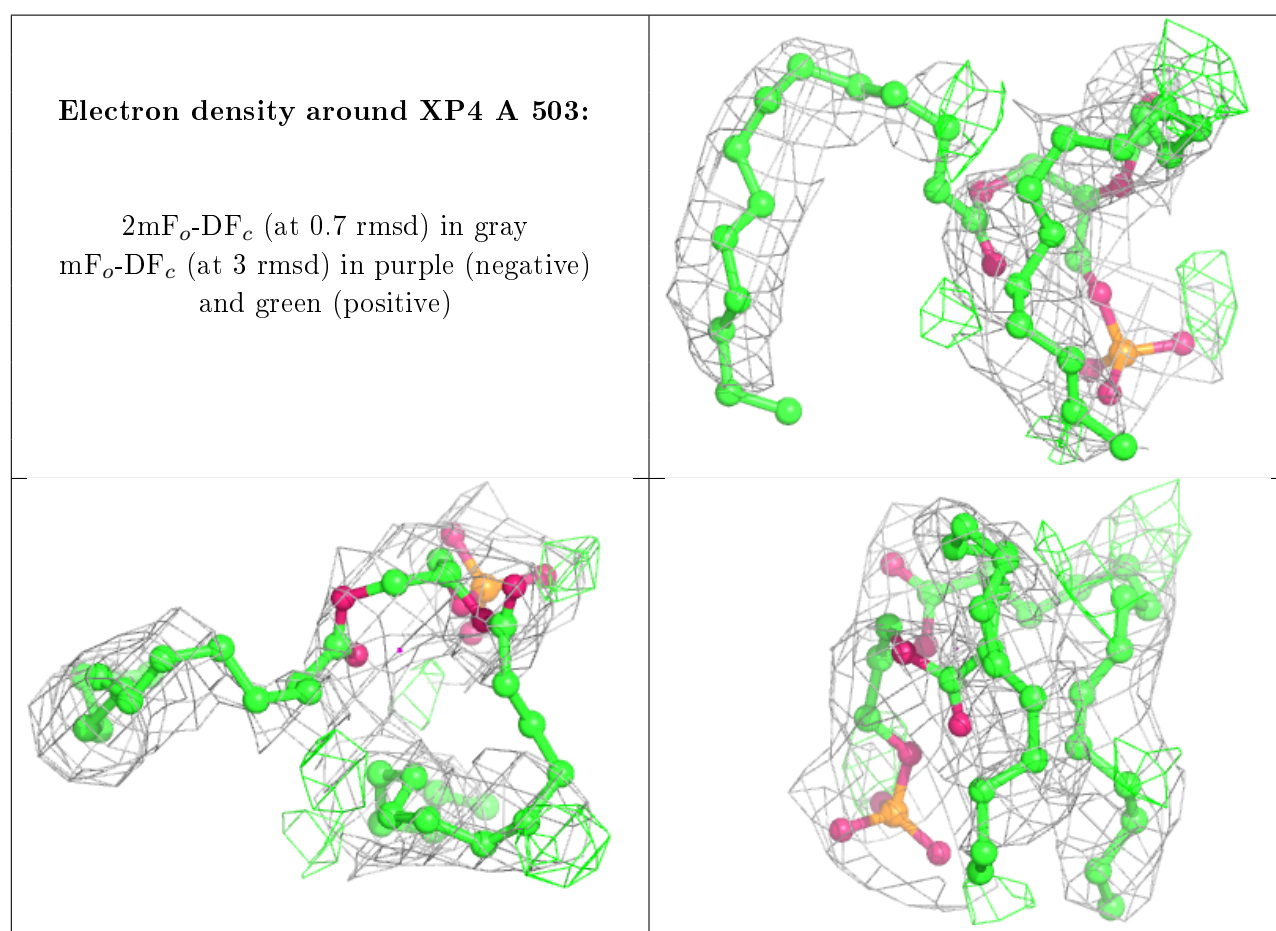 Electron density around XP4 A 503:
2mFo-DFc (at 0.7 rmsd) in gray
mFo-DFc (at 3 rmsd) in purple (negative)
and green (positive)